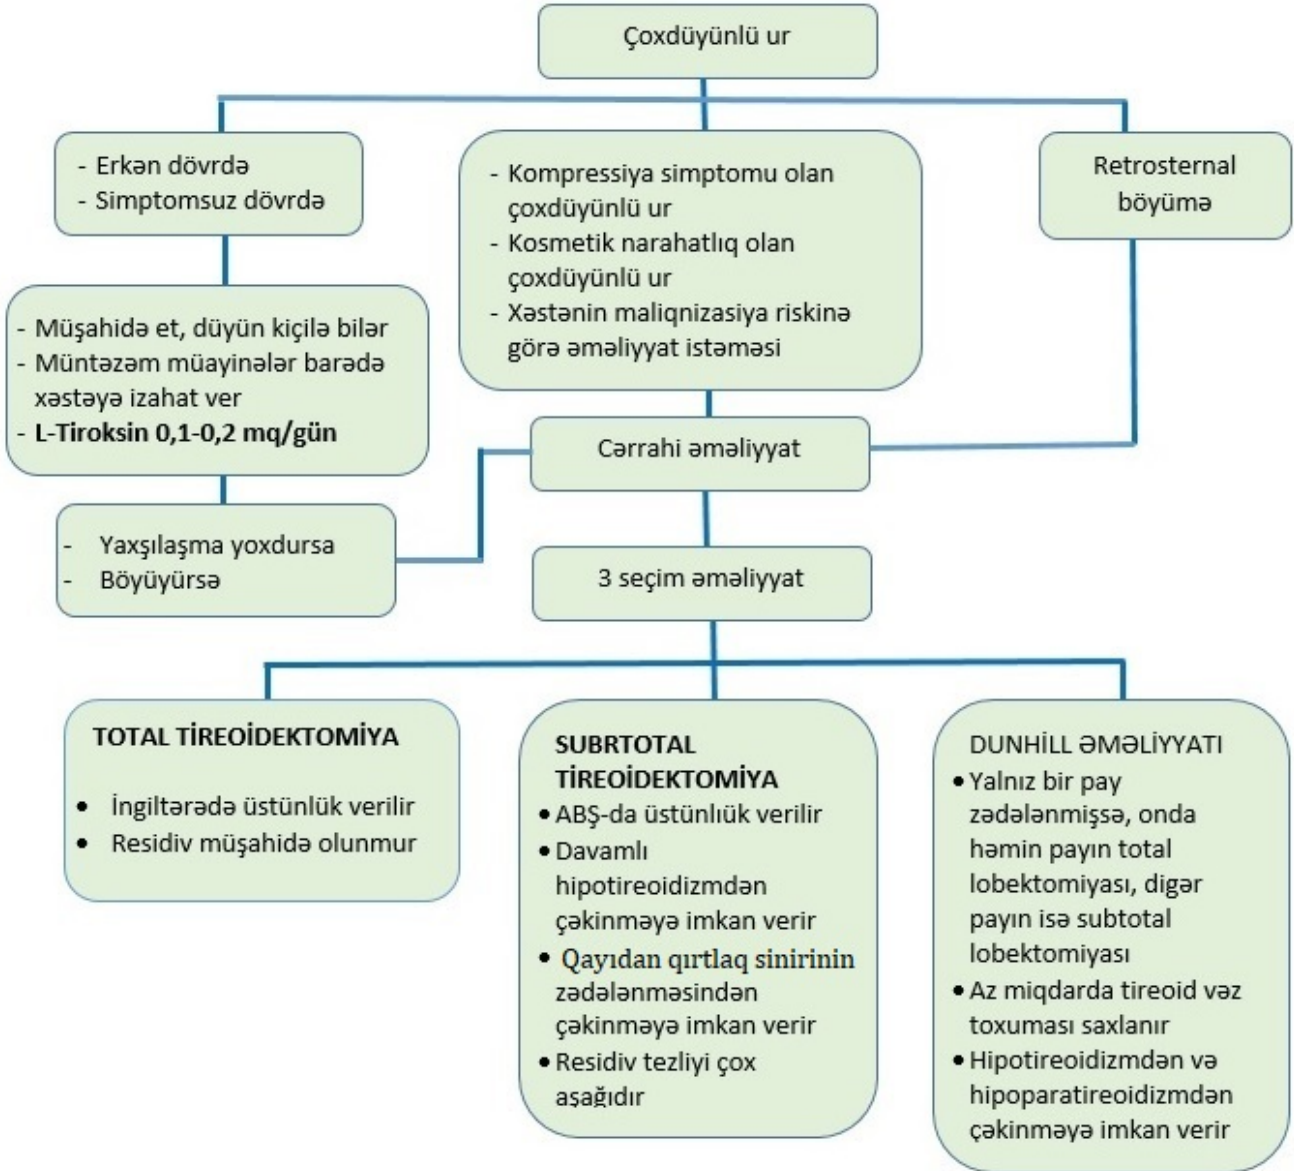 Çoxdüyünlü ur
- Erkən dövrdə
- Simptomsuz dövrdə
- Kompressiya simptomu olan
çoxdüyünlü ur
- Kosmetik narahatlıq olan
çoxdüyünlü ur
- Xəstənin maliqnizasiya riskinə
görə əməliyyat istəməsi
Retrosternal
böyümə
- Müşahidə et, düyün kiçilə bilər
- Müntəzəm müayinələr barədə
xəstəyə izahat ver
- L-Tiroksin 0,1-0,2 mq/gün
Cərrahi əməliyyat
- Yaxşılaşma yoxdursa
- Böyüyürsə
3 seçim əməliyyat
TOTAL TİREOİDEKTOMİYA
• İngiltərədə üstünlük verilir
• Residiv müşahidə olunmur
SUBRTOTAL
TİREOİDEKTOMİYA
• ABŞ-da üstünlıük verilir
• Davamlı
hipotireoidizmdən
çəkinməyə imkan verir
• Qayıdan qırtlaq sinirinin
zədələnməsindən
çəkinməyə imkan verir
• Residiv tezliyi çox
aşağıdır
DUNHİLL ƏMƏLİYYATI
• Yalnız bir pay
zədələnmişsə, onda
həmin payın total
lobektomiyası, digər
payın isə subtotal
lobektomiyası
• Az miqdarda tireoid vəz
toxuması saxlanır
• Hipotireoidizmdən və
hipoparatireoidizmdən
çəkinməyə imkan verir